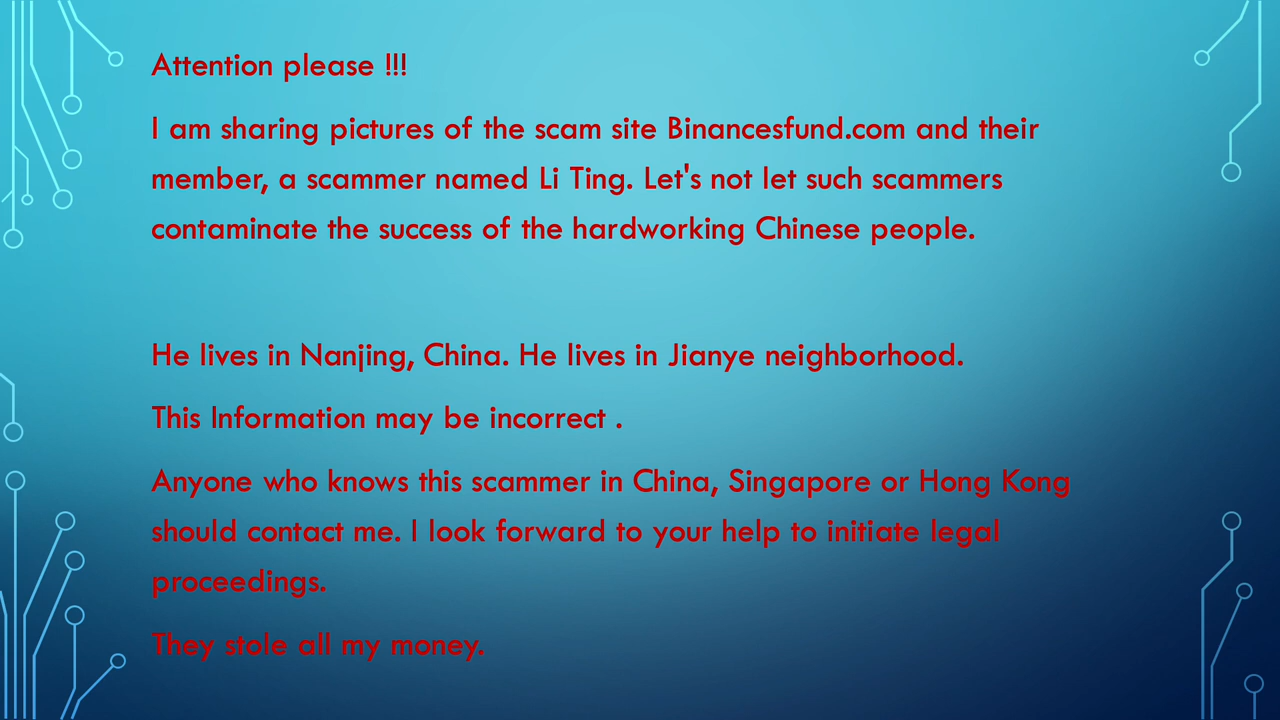 Attention please !!!
I am sharing pictures of the scam site Binancesfund.com and their
member, a scammer named Li Ting. Let's not let such scammers
contaminate the success of the hardworking Chinese people.
He lives in Nanjing, China. He lives in Jianye neighborhood.
This Information may be incorrect .
Anyone who knows this scammer in China, Singapore or Hong Kong
should contact me. I look forward to your help to initiate legal
proceedings.
They stole all my money.